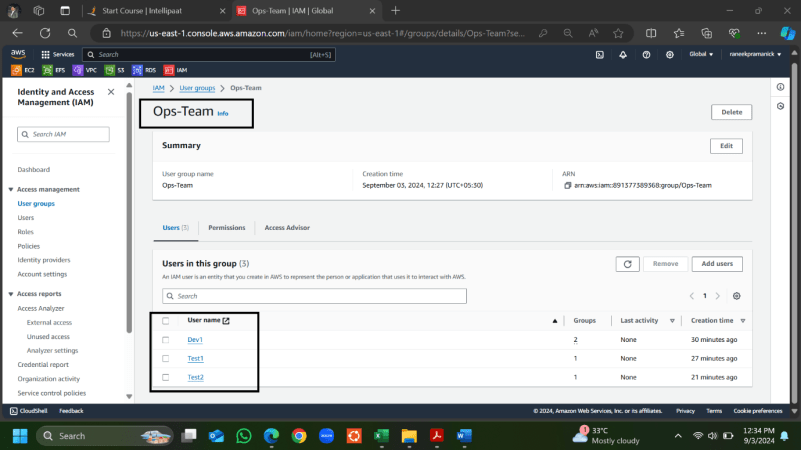 Start Course | Intellipaat
Ops-Team | IAM | Global
https://us-east-1.console.aws.amazon.com/iam/home?region=us-east-1#/groups/details/Ops-Team?se...
aws
Services
Search
[Alt+S]
Global
raneekpramanick
EC2
EFS
VPC
S3
RDS
IAM
Identity and Access Management (IAM)
Search IAM
Dashboard
Access management
User groups
Users
Roles
Policies
Identity providers
Account settings
Access reports
Access Analyzer
External access
Unused access
Analyzer settings
Credential report
Organization activity
Service control policies
IAM > User groups > Ops-Team
Ops-Team Info
Delete
Summary
Edit
User group name
Ops-Team
Creation time
September 03, 2024, 12:27 (UTC+05:30)
ARN
arn:aws:iam::891377389368:group/Ops-Team
Users (3)
Permissions
Access Advisor
Users in this group (3)
An IAM user is an entity that you create in AWS to represent the person or application that uses it to interact with AWS.
Remove
Add users
Search
1
User name
Groups
Last activity
Creation time
Dev1 2 None 30 minutes ago
Test1 1 None 27 minutes ago
Test2 1 None 21 minutes ago
CloudShell
Feedback
© 2024, Amazon Web Services, Inc. or its affiliates.
Privacy
Terms
Cookie preferences
Search
1
33°C
Mostly cloudy
12:34 PM
9/3/2024